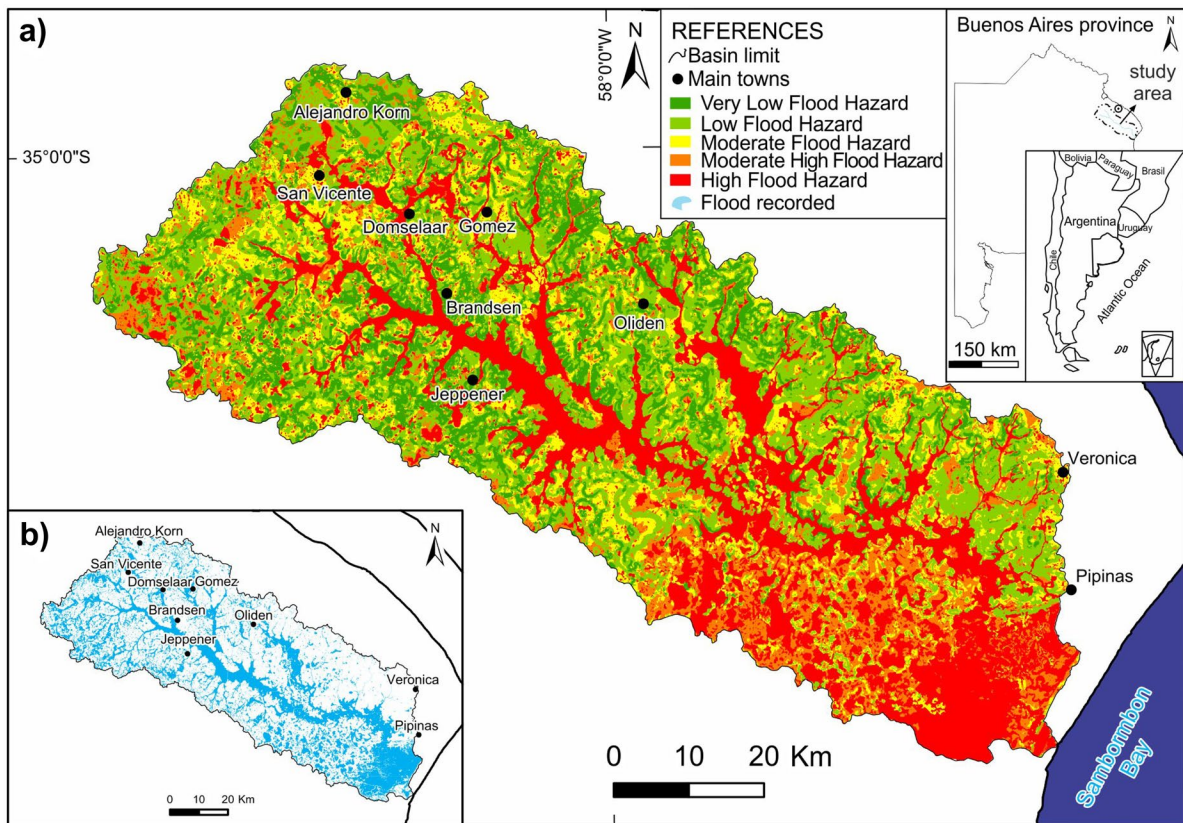 a)
58°0'0"W
N
35°0'0"S
Alejandro Korn
San Vicente
Domselaar
Gomez
Brandsen
Oliden
Jeppener
Veronica
Pipinas
0 10 20 Km
Sambormbon
Bay
REFERENCES
Basin limit
Main towns
Very Low Flood Hazard
Low Flood Hazard
Moderate Flood Hazard
Moderate High Flood Hazard
High Flood Hazard
Flood recorded
Buenos Aires province
N
study
area
150 km
Bolivia
Paraguay
Brasil
Argentina
Uruguay
Chile
Atlantic Ocean
b)
N
Alejandro Korn
San Vicente
Domselaar
Gomez
Brandsen
Oliden
Jeppener
Veronica
Pipinas
0 10 20 Km